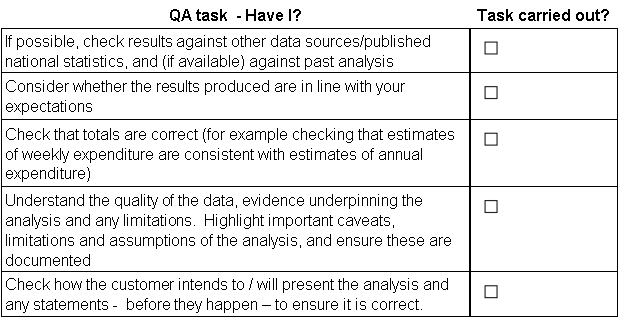 QA task  - Have I?
Task carried out?
If possible, check results against other data sources/published
national statistics, and (if available) against past analysis
Consider whether the results produced are in line with your
expectations
Check that totals are correct (for example checking that estimates
of weekly expenditure are consistent with estimates of annual
expenditure)
Understand the quality of the data, evidence underpinning the
analysis and any limitations.  Highlight important caveats,
limitations and assumptions of the analysis, and ensure these are
documented
Check how the customer intends to / will present the analysis and
any statements -  before they happen – to ensure it is correct.